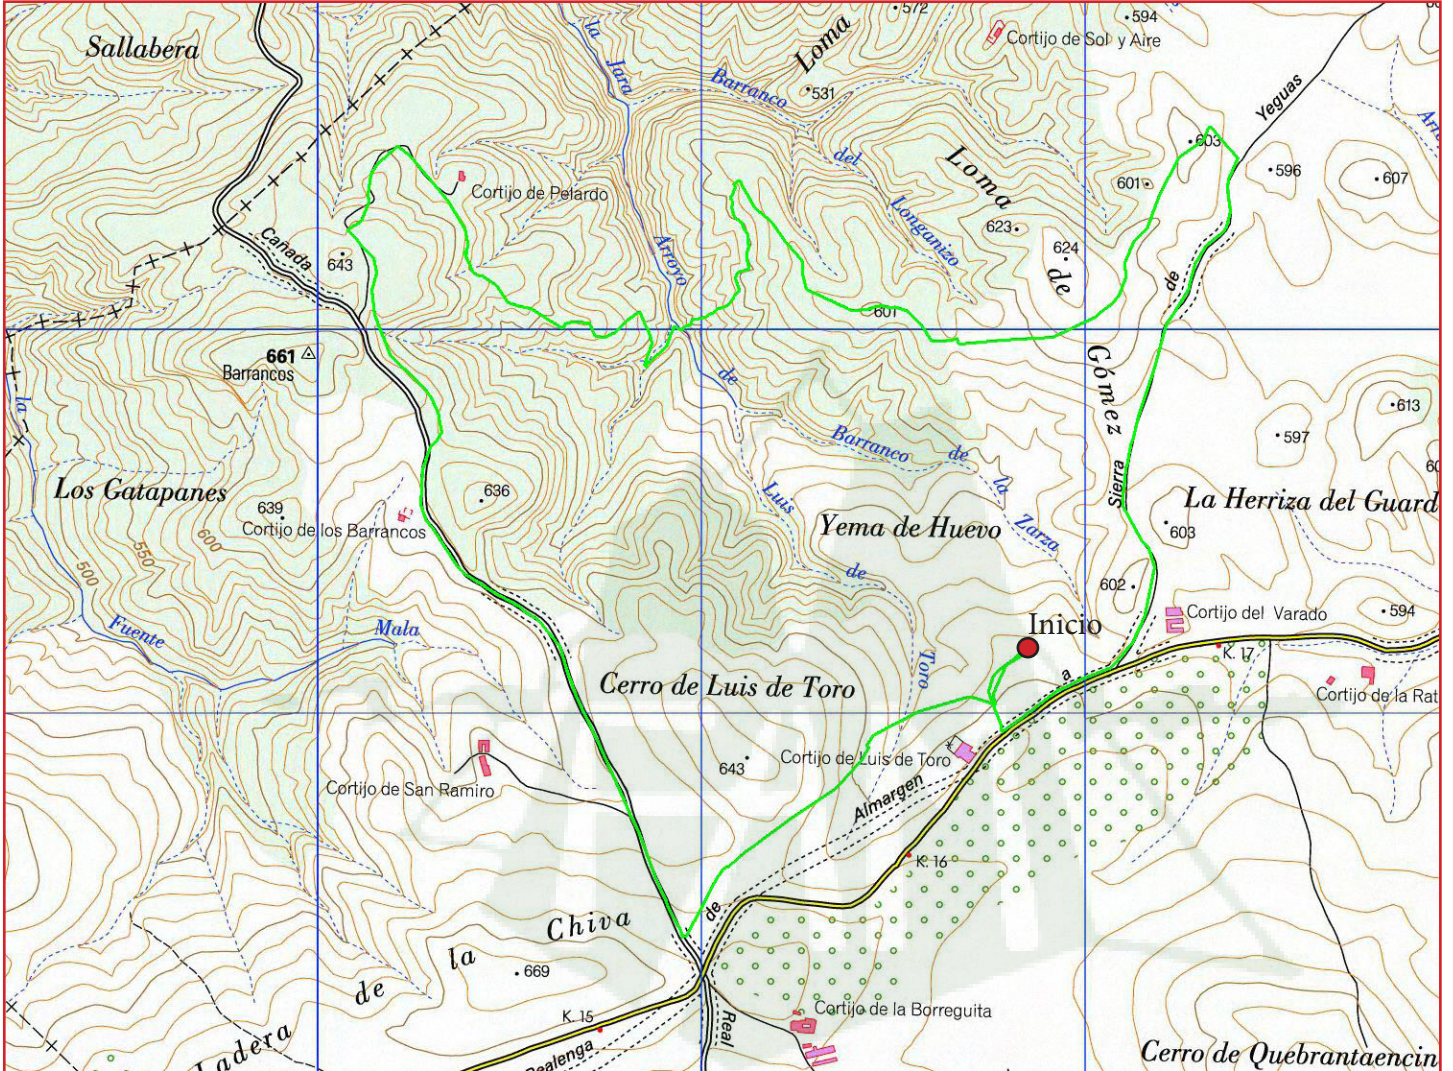 572
594
Sallabera
Loma
Cortijo de Sol y Aire
la
Jara
Barranco
531
Yeguas
603
del
Loma
596
607
601
Cortijo de Pelardo
Longanizo
623
624
de
Cañada
643
Arroyo
de
601
661
Barrancos
Gómez
la
de
613
Barranco
de
597
la
Sierra
Los Gatapanes
636
Luis
La Herriza del Guard
639
Cortijo de los Barrancos
Yema de Huevo
Zarza
603
600
550
500
de
602
594
Cortijo del Varado
Fuente
Mala
Inicio
K. 17
Toro
a
Cerro de Luis de Toro
Cortijo de la Rat
643
Cortijo de Luis de Toro
Cortijo de San Ramiro
Almargen
K. 16
de
Chiva
la
669
de
K. 15
Cortijo de la Borreguita
Real
Ladera
Realenga
Cerro de Quebrantaencin